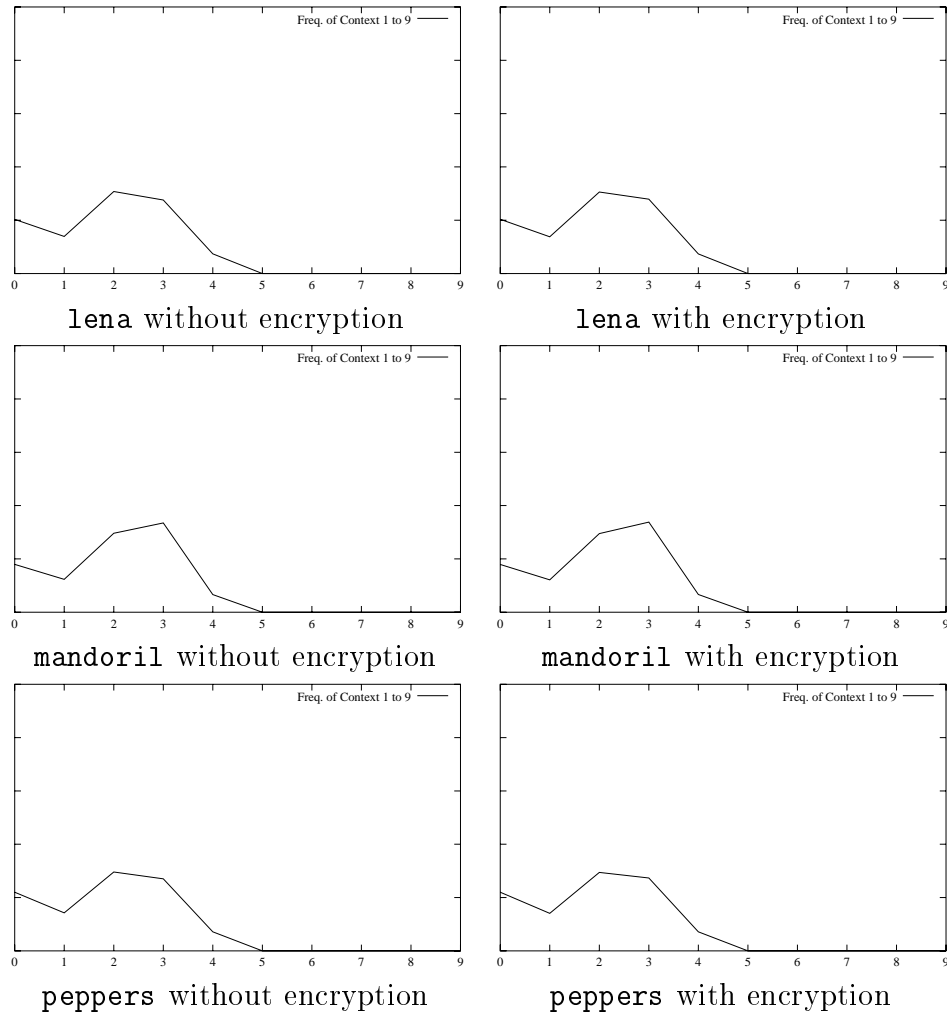 Freq. of Context 1 to 9
0 1 2 3 4 5 6 7 8 9
lena without encryption
Freq. of Context 1 to 9
0 1 2 3 4 5 6 7 8 9
lena with encryption
Freq. of Context 1 to 9
0 1 2 3 4 5 6 7 8 9
mandoril without encryption
Freq. of Context 1 to 9
0 1 2 3 4 5 6 7 8 9
mandoril with encryption
Freq. of Context 1 to 9
0 1 2 3 4 5 6 7 8 9
peppers without encryption
Freq. of Context 1 to 9
0 1 2 3 4 5 6 7 8 9
peppers with encryption